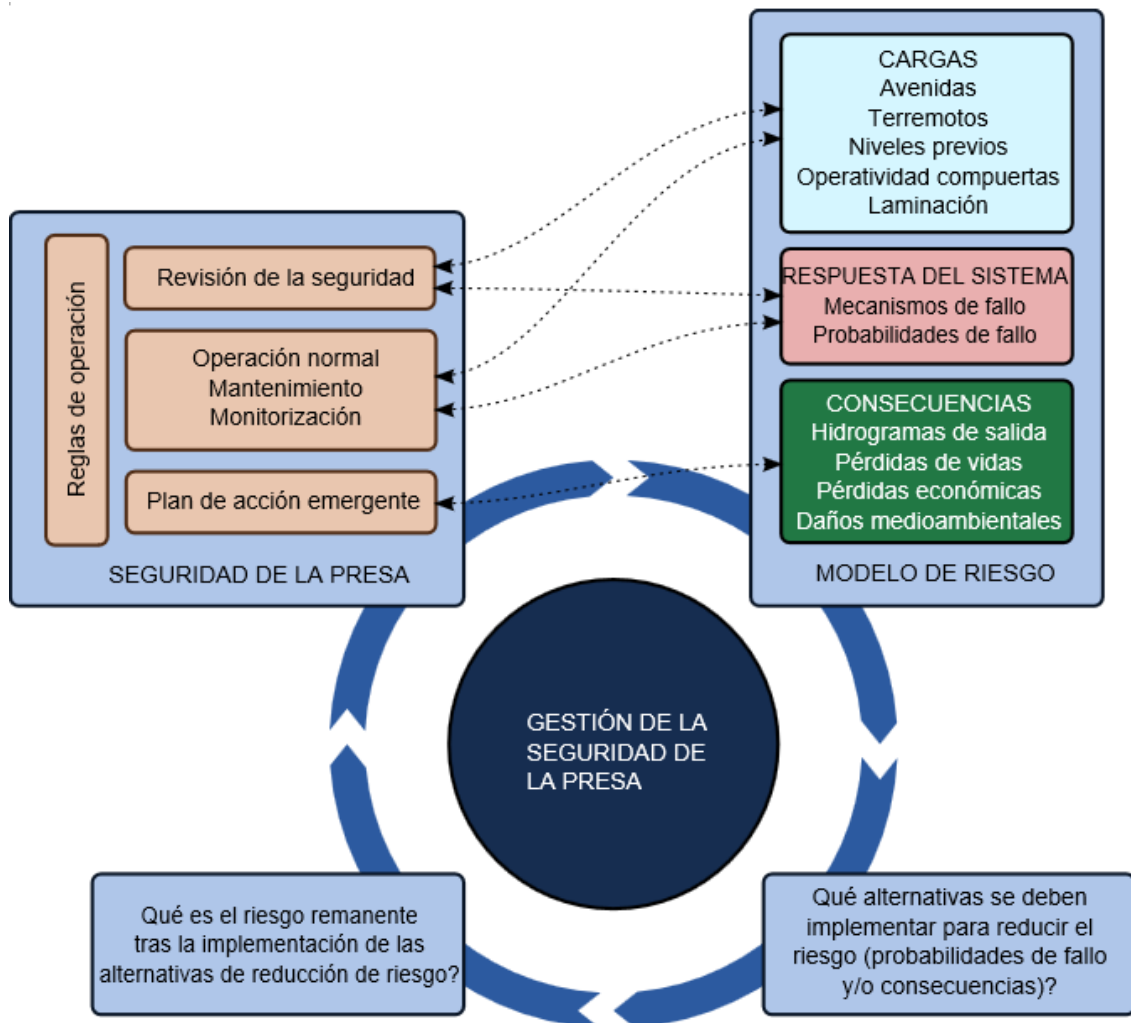 CARGAS
Avenidas
Terremotos
Niveles previos
Operatividad compuertas
Laminación
RESPUESTA DEL SISTEMA
Mecanismos de fallo
Probabilidades de fallo
CONSECUENCIAS
Hidrogramas de salida
Pérdidas de vidas
Pérdidas económicas
Daños medioambientales
MODELO DE RIESGO
Reglas de operación
Revisión de la seguridad
Operación normal
Mantenimiento
Monitorización
Plan de acción emergente
SEGURIDAD DE LA PRESA
GESTIÓN DE LA
SEGURIDAD DE
LA PRESA
Qué es el riesgo remanente
tras la implementación de las
alternativas de reducción de riesgo?
Qué alternativas se deben
implementar para reducir el
riesgo (probabilidades de fallo
y/o consecuencias)?